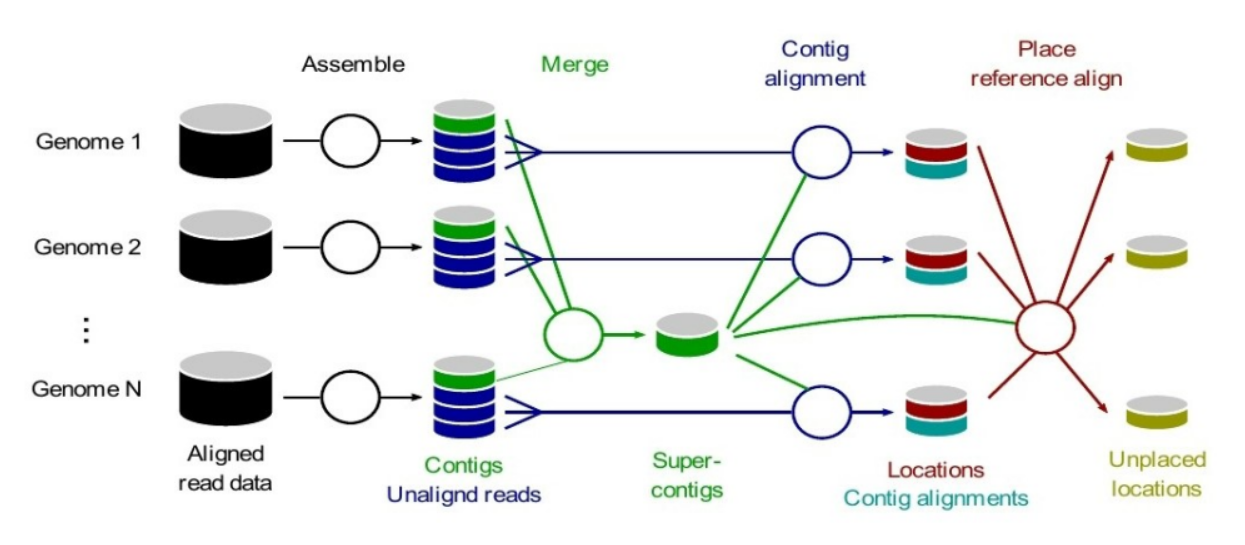 Assemble
Merge
Contig
alignment
Place
reference align
Genome 1
Genome 2
⋮
Genome N
Aligned
read data
Contigs
Unalignd reads
Super-
contigs
Locations
Contig alignments
Unplaced
locations